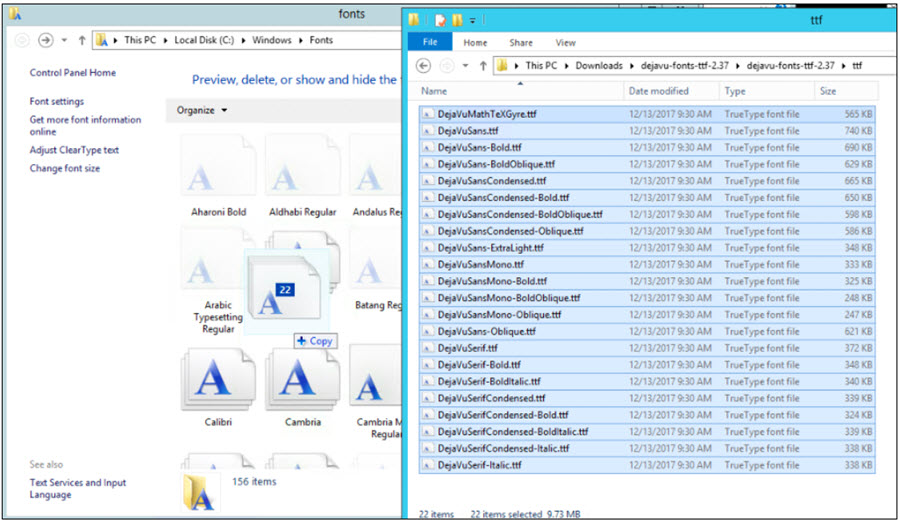 fonts
This PC Local Disk (C:) Windows Fonts
Control Panel Home
Font settings
Get more font information
online
Adjust ClearType text
Change font size
See also
Text Services and Input
Language
Preview, delete, or show and hide the
Organize
Aharoni Bold Aldhabi Regular Andalus Reg
Arabic
Typesetting
Regular
Batang Reg
22
Copy
Calibri Cambria Cambria M
Regular
156 items
ttf
File Home Share View
This PC Downloads dejavu-fonts-ttf-2.37 dejavu-fonts-ttf-2.37 ttf
Name Date modified Type Size
DejaVuMathTeXGyre.ttf 12/13/2017 9:30 AM TrueType font file 565 KB
DejaVuSans.ttf 12/13/2017 9:30 AM TrueType font file 740 KB
DejaVuSans-Bold.ttf 12/13/2017 9:30 AM TrueType font file 690 KB
DejaVuSans-BoldOblique.ttf 12/13/2017 9:30 AM TrueType font file 629 KB
DejaVuSansCondensed.ttf 12/13/2017 9:30 AM TrueType font file 665 KB
DejaVuSansCondensed-Bold.ttf 12/13/2017 9:30 AM TrueType font file 650 KB
DejaVuSansCondensed-BoldOblique.ttf 12/13/2017 9:30 AM TrueType font file 598 KB
DejaVuSansCondensed-Oblique.ttf 12/13/2017 9:30 AM TrueType font file 586 KB
DejaVuSans-ExtraLight.ttf 12/13/2017 9:30 AM TrueType font file 348 KB
DejaVuSansMono.ttf 12/13/2017 9:30 AM TrueType font file 333 KB
DejaVuSansMono-Bold.ttf 12/13/2017 9:30 AM TrueType font file 325 KB
DejaVuSansMono-BoldOblique.ttf 12/13/2017 9:30 AM TrueType font file 248 KB
DejaVuSansMono-Oblique.ttf 12/13/2017 9:30 AM TrueType font file 247 KB
DejaVuSans-Oblique.ttf 12/13/2017 9:30 AM TrueType font file 621 KB
DejaVuSerif.ttf 12/13/2017 9:30 AM TrueType font file 372 KB
DejaVuSerif-Bold.ttf 12/13/2017 9:30 AM TrueType font file 348 KB
DejaVuSerif-BoldItalic.ttf 12/13/2017 9:30 AM TrueType font file 340 KB
DejaVuSerifCondensed.ttf 12/13/2017 9:30 AM TrueType font file 339 KB
DejaVuSerifCondensed-Bold.ttf 12/13/2017 9:30 AM TrueType font file 324 KB
DejaVuSerifCondensed-BoldItalic.ttf 12/13/2017 9:30 AM TrueType font file 339 KB
DejaVuSerifCondensed-Italic.ttf 12/13/2017 9:30 AM TrueType font file 338 KB
DejaVuSerif-Italic.ttf 12/13/2017 9:30 AM TrueType font file 338 KB
22 items 22 items selected 9.73 MB